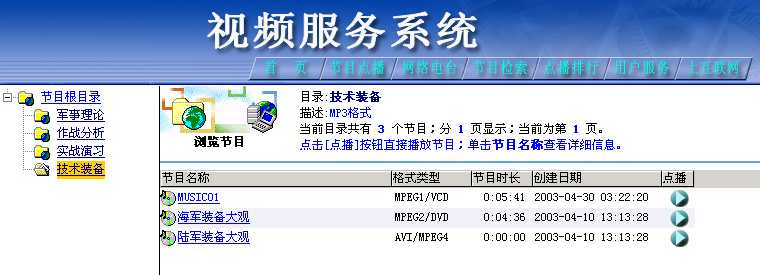 视频服务系统
首 页 节目点播 网络电台 节目检索 点播排行 用户服务 上互联网
节目根目录
军事理论
作战分析
实战演习
技术装备
浏览节目
目录:技术装备
描述:MP3格式
当前目录共有 3 个节目；分 1 页显示；当前为第 1 页。
点击[点播]按钮直接播放节目；单击节目名称查看详细信息。
节目名称 格式类型 节目时长 创建日期 点播
MUSIC01 MPEG1/VCD 0:05:41 2003-04-30 03:22:20
海军装备大观 MPEG2/DVD 0:04:36 2003-04-10 13:13:28
陆军装备大观 AVI/MPEG4 0:00:00 2003-04-10 13:13:28